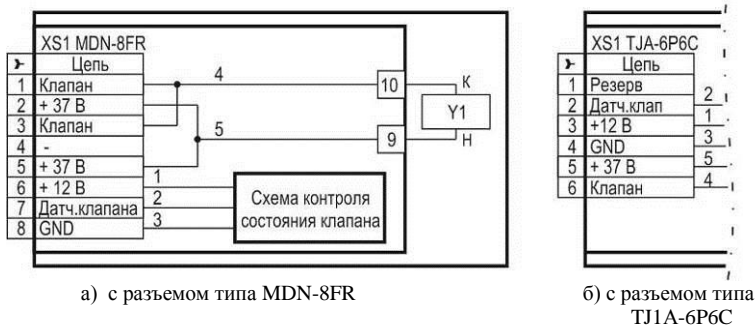 XS1 MDN-8FR
Цепь
1 Клапан
2 + 37 В
3 Клапан
4 -
5 + 37 В
6 + 12 В
7 Датч.клапана
8 GND
4
5
1
2
3
10
9
К
Y1
Н
Схема контроля
состояния клапана
а) с разъемом типа MDN-8FR
XS1 TJA-6P6C
Цепь
1 Резерв
2 Датч.клап 2
3 +12 В 1
4 GND 3
5 + 37 В 5
6 Клапан 4
б) с разъемом типа
TJ1A-6P6C